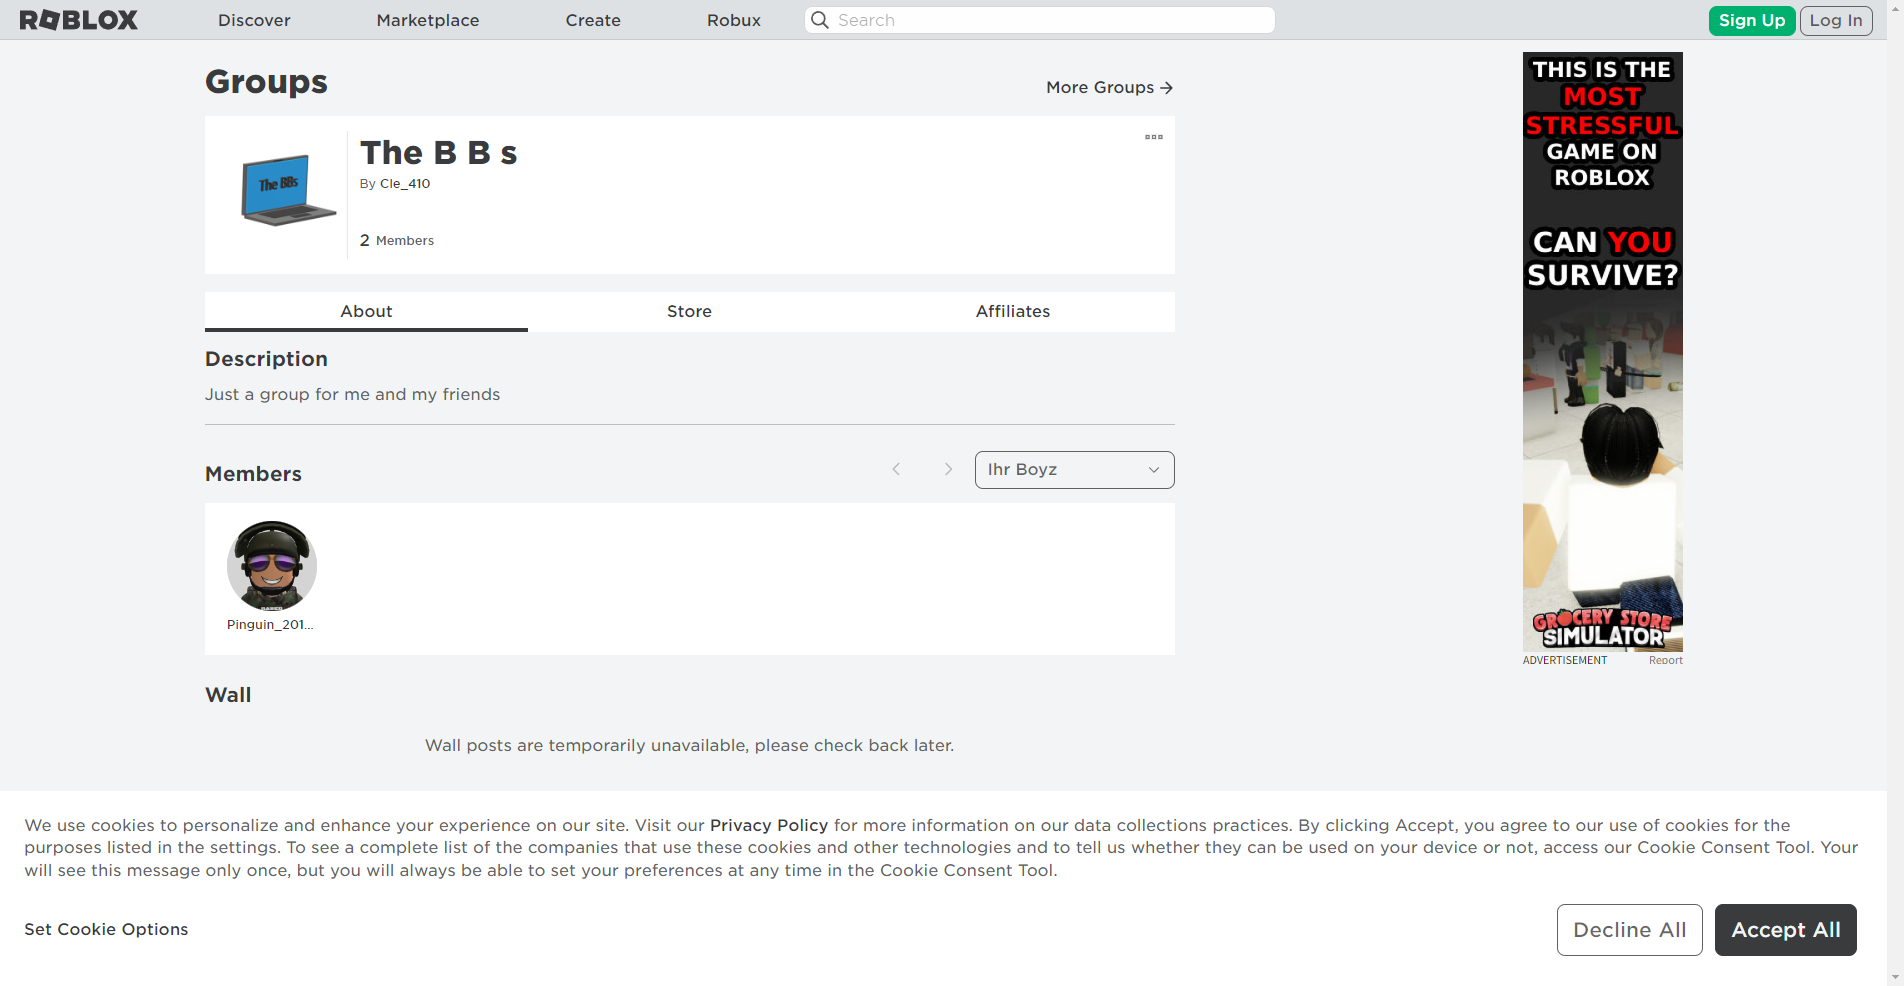 ROBLOX
Discover
Marketplace
Create
Robux
Search
Sign Up
Log In
Groups
More Groups
The BBs
The B B s
By Cle_410
2 Members
About
Store
Affiliates
Description
Just a group for me and my friends
Members
Ihr Boyz
Pinguin_201...
Wall
Wall posts are temporarily unavailable, please check back later.
THIS IS THE
MOST
STRESSFUL
GAME ON
ROBLOX
CAN YOU
SURVIVE?
GROCERY STORE
SIMULATOR
ADVERTISEMENT
Report
We use cookies to personalize and enhance your experience on our site. Visit our Privacy Policy for more information on our data collections practices. By clicking Accept, you agree to our use of cookies for the
purposes listed in the settings. To see a complete list of the companies that use these cookies and other technologies and to tell us whether they can be used on your device or not, access our Cookie Consent Tool. Your
will see this message only once, but you will always be able to set your preferences at any time in the Cookie Consent Tool.
Set Cookie Options
Decline All
Accept All